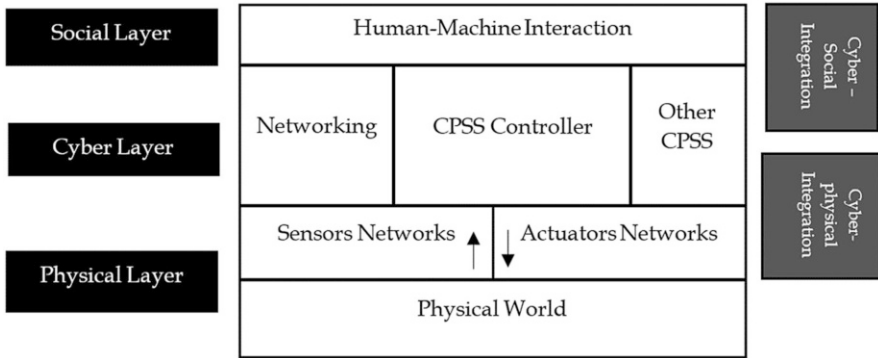 Social Layer
Cyber Layer
Physical Layer
Human-Machine Interaction
Networking
CPSS Controller
Other
CPSS
Sensors Networks
Actuators Networks
Physical World
Cyber –
Social
Integration
Cyber-
physical
Integration